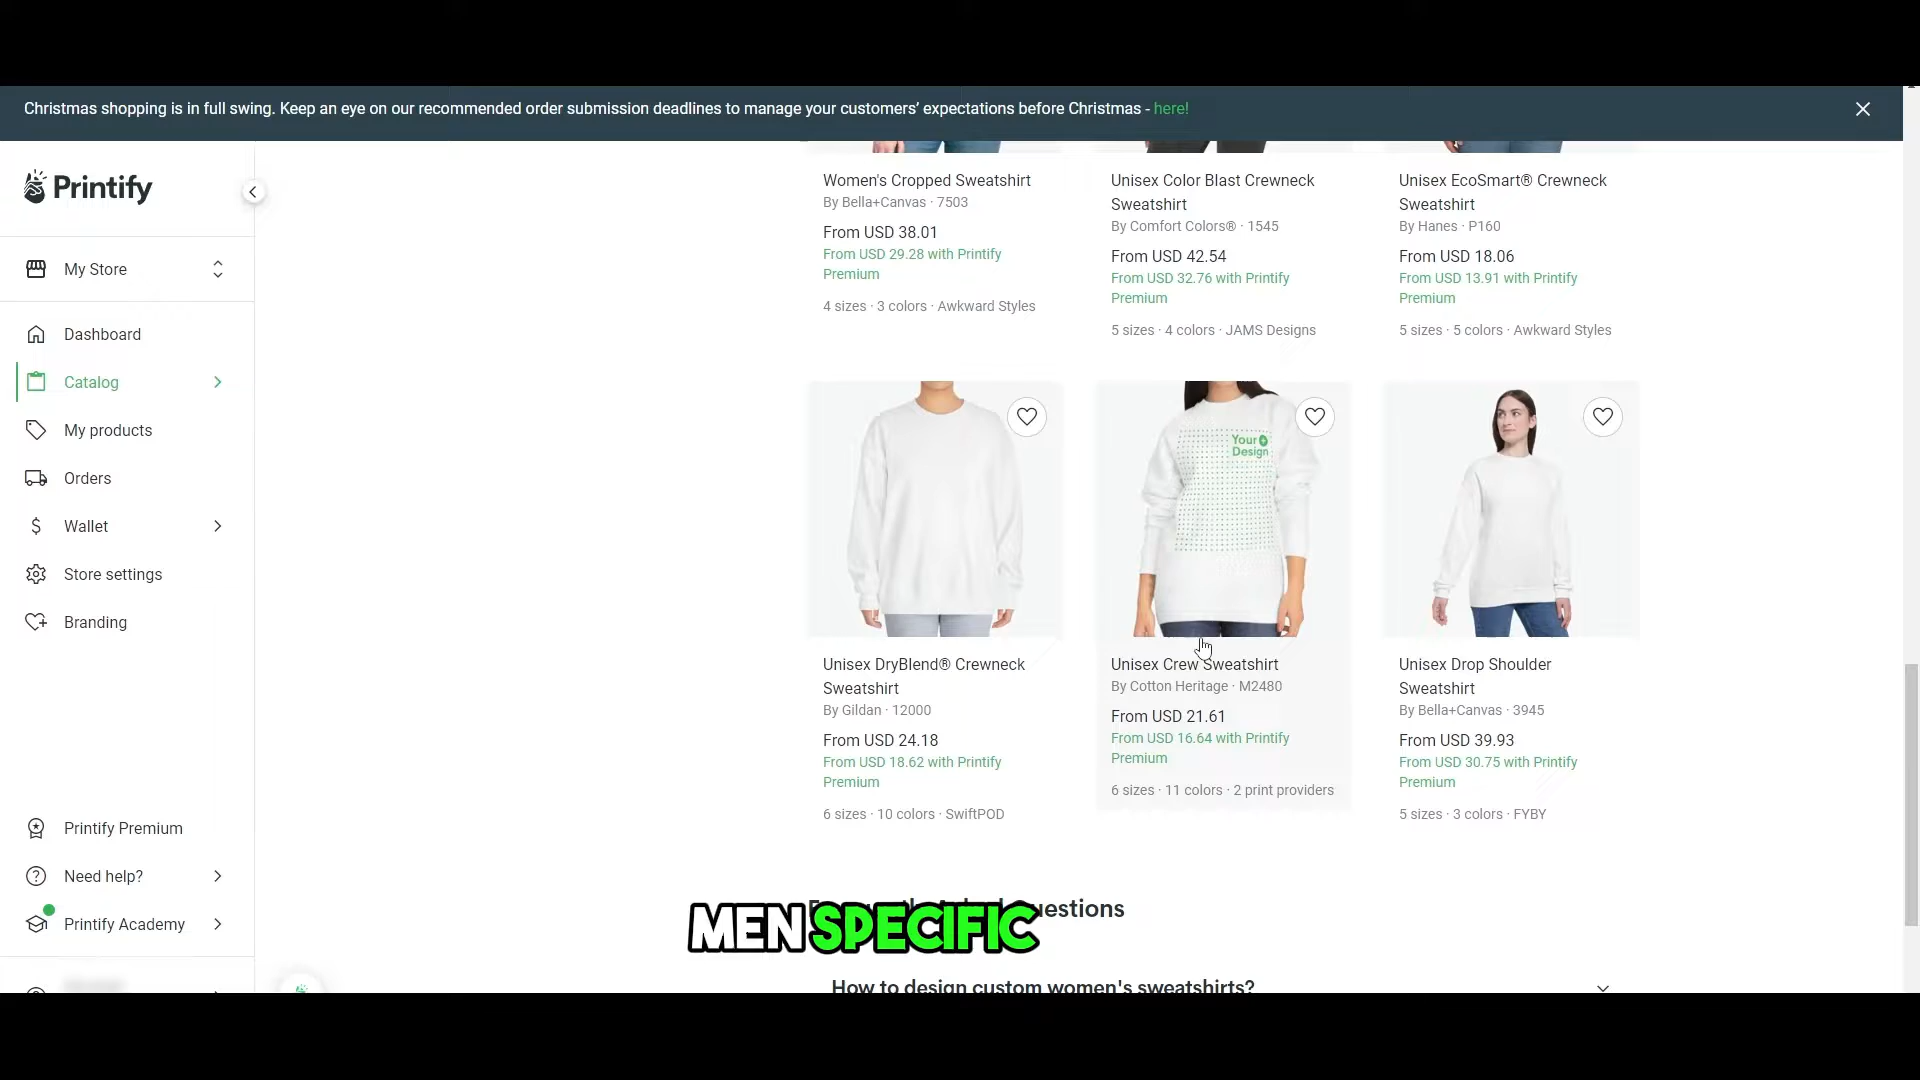 Christmas shopping is in full swing. Keep an eye on our recommended order submission deadlines to manage your customers’ expectations before Christmas - here!
Printify
My Store
Dashboard
Catalog
My products
Orders
Wallet
Store settings
Branding
Printify Premium
Need help?
Printify Academy
Women's Cropped Sweatshirt
By Bella+Canvas · 7503
From USD 38.01
From USD 29.28 with Printify
Premium
4 sizes · 3 colors · Awkward Styles
Unisex Color Blast Crewneck
Sweatshirt
By Comfort Colors® · 1545
From USD 42.54
From USD 32.76 with Printify
Premium
5 sizes · 4 colors · JAMS Designs
Unisex EcoSmart® Crewneck
Sweatshirt
By Hanes · P160
From USD 18.06
From USD 13.91 with Printify
Premium
5 sizes · 5 colors · Awkward Styles
Unisex DryBlend® Crewneck
Sweatshirt
By Gildan · 12000
From USD 24.18
From USD 18.62 with Printify
Premium
6 sizes · 10 colors · SwiftPOD
Your
Design
Unisex Crew Sweatshirt
By Cotton Heritage · M2480
From USD 21.61
From USD 16.64 with Printify
Premium
6 sizes · 11 colors · 2 print providers
Unisex Drop Shoulder
Sweatshirt
By Bella+Canvas · 3945
From USD 39.93
From USD 30.75 with Printify
Premium
5 sizes · 3 colors · FYBY
MEN SPECIFIC
How to design custom women's sweatshirts?